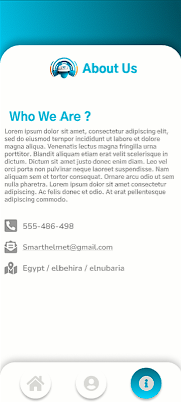 About Us
Who We Are ?
Lorem ipsum dolor sit amet, consectetur adipiscing elit,
sed do eiusmod tempor incididunt ut labore et dolore
magna aliqua. Venenatis lectus magna fringilla urna
porttitor. Blandit aliquam etiam erat velit scelerisque in
dictum. Dictum sit amet justo donec enim diam. Leo vel
orci porta non pulvinar neque laoreet suspendisse. Nam
aliquam sem et tortor consequat. Ornare arcu odio ut sem
nulla pharetra. Lorem ipsum dolor sit amet, consectetur
adipiscing. Ac felis donec et odio. At erat pellentesque
adipiscing commodo.
555-486-498
Smarthelmet@gmail.com
Egypt / elbehira / elnubaria